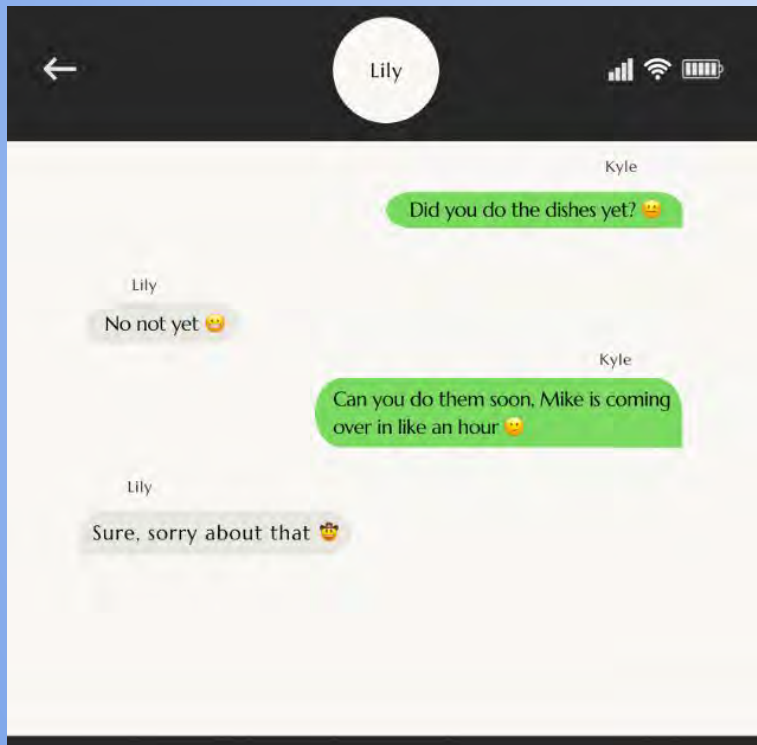 Lily
Kyle
Did you do the dishes yet? 😐
Lily
No not yet 😬
Kyle
Can you do them soon, Mike is coming
over in like an hour 🫤
Lily
Sure, sorry about that 🤠